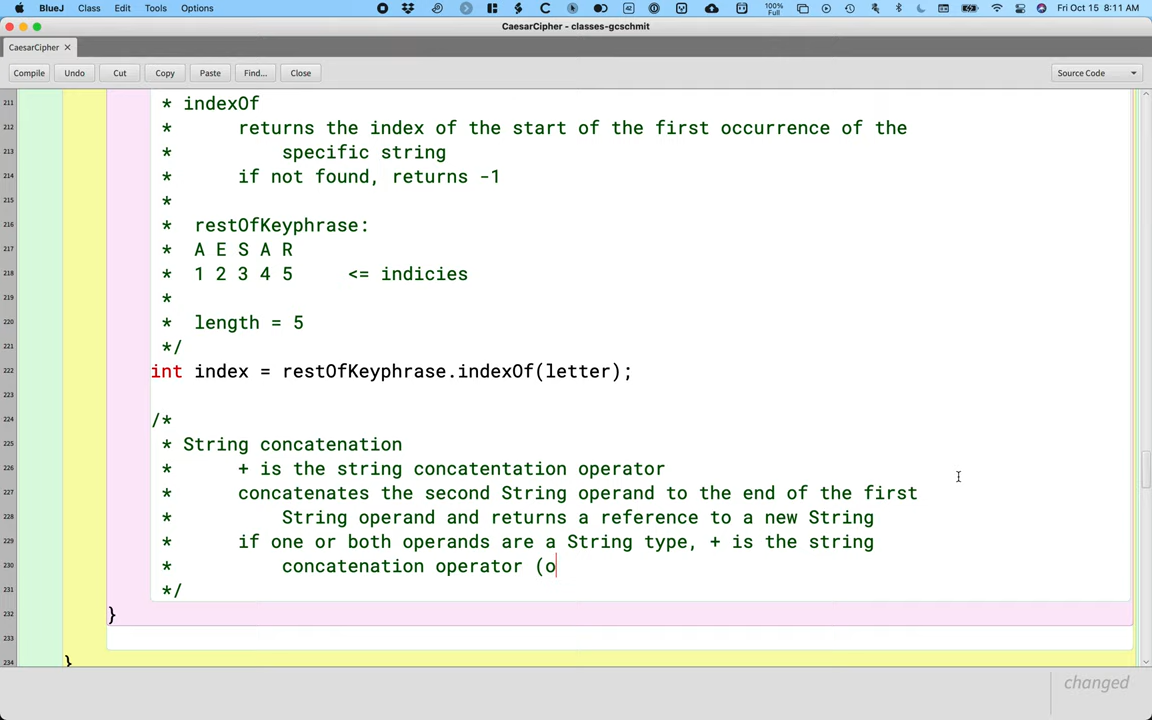 BlueJ Class Edit Tools Options 42 100% Full Fri Oct 15 8:11 AM
CaesarCipher - classes-gcschmit
CaesarCipher ×
Compile Undo Cut Copy Paste Find... Close Source Code
211 * indexOf
212 * returns the index of the start of the first occurrence of the
213 * specific string
214 * if not found, returns -1
215 *
216 * restOfKeyphrase:
217 * A E S A R
218 * 1 2 3 4 5 <= indicies
219 *
220 * length = 5
221 */
222 int index = restOfKeyphrase.indexOf(letter);
223
224 /*
225 * String concatenation
226 * + is the string concatentation operator
227 * concatenates the second String operand to the end of the first
228 * String operand and returns a reference to a new String
229 * if one or both operands are a String type, + is the string
230 * concatenation operator (o
231 */
232 }
233
234 }
changed